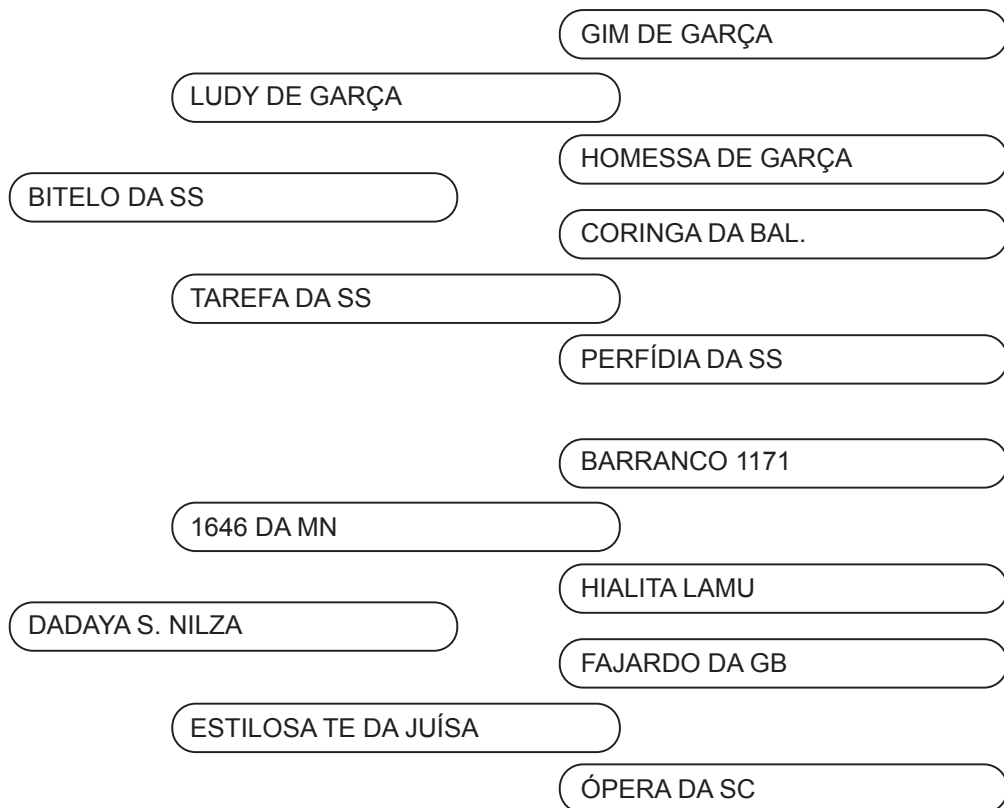 GIM DE GARÇA
LUDY DE GARÇA
HOMESSA DE GARÇA
BITELO DA SS
CORINGA DA BAL.
TAREFA DA SS
PERFÍDIA DA SS
BARRANCO 1171
1646 DA MN
HIALITA LAMU
DADAYA S. NILZA
FAJARDO DA GB
ESTILOSA TE DA JUÍSA
ÓPERA DA SC